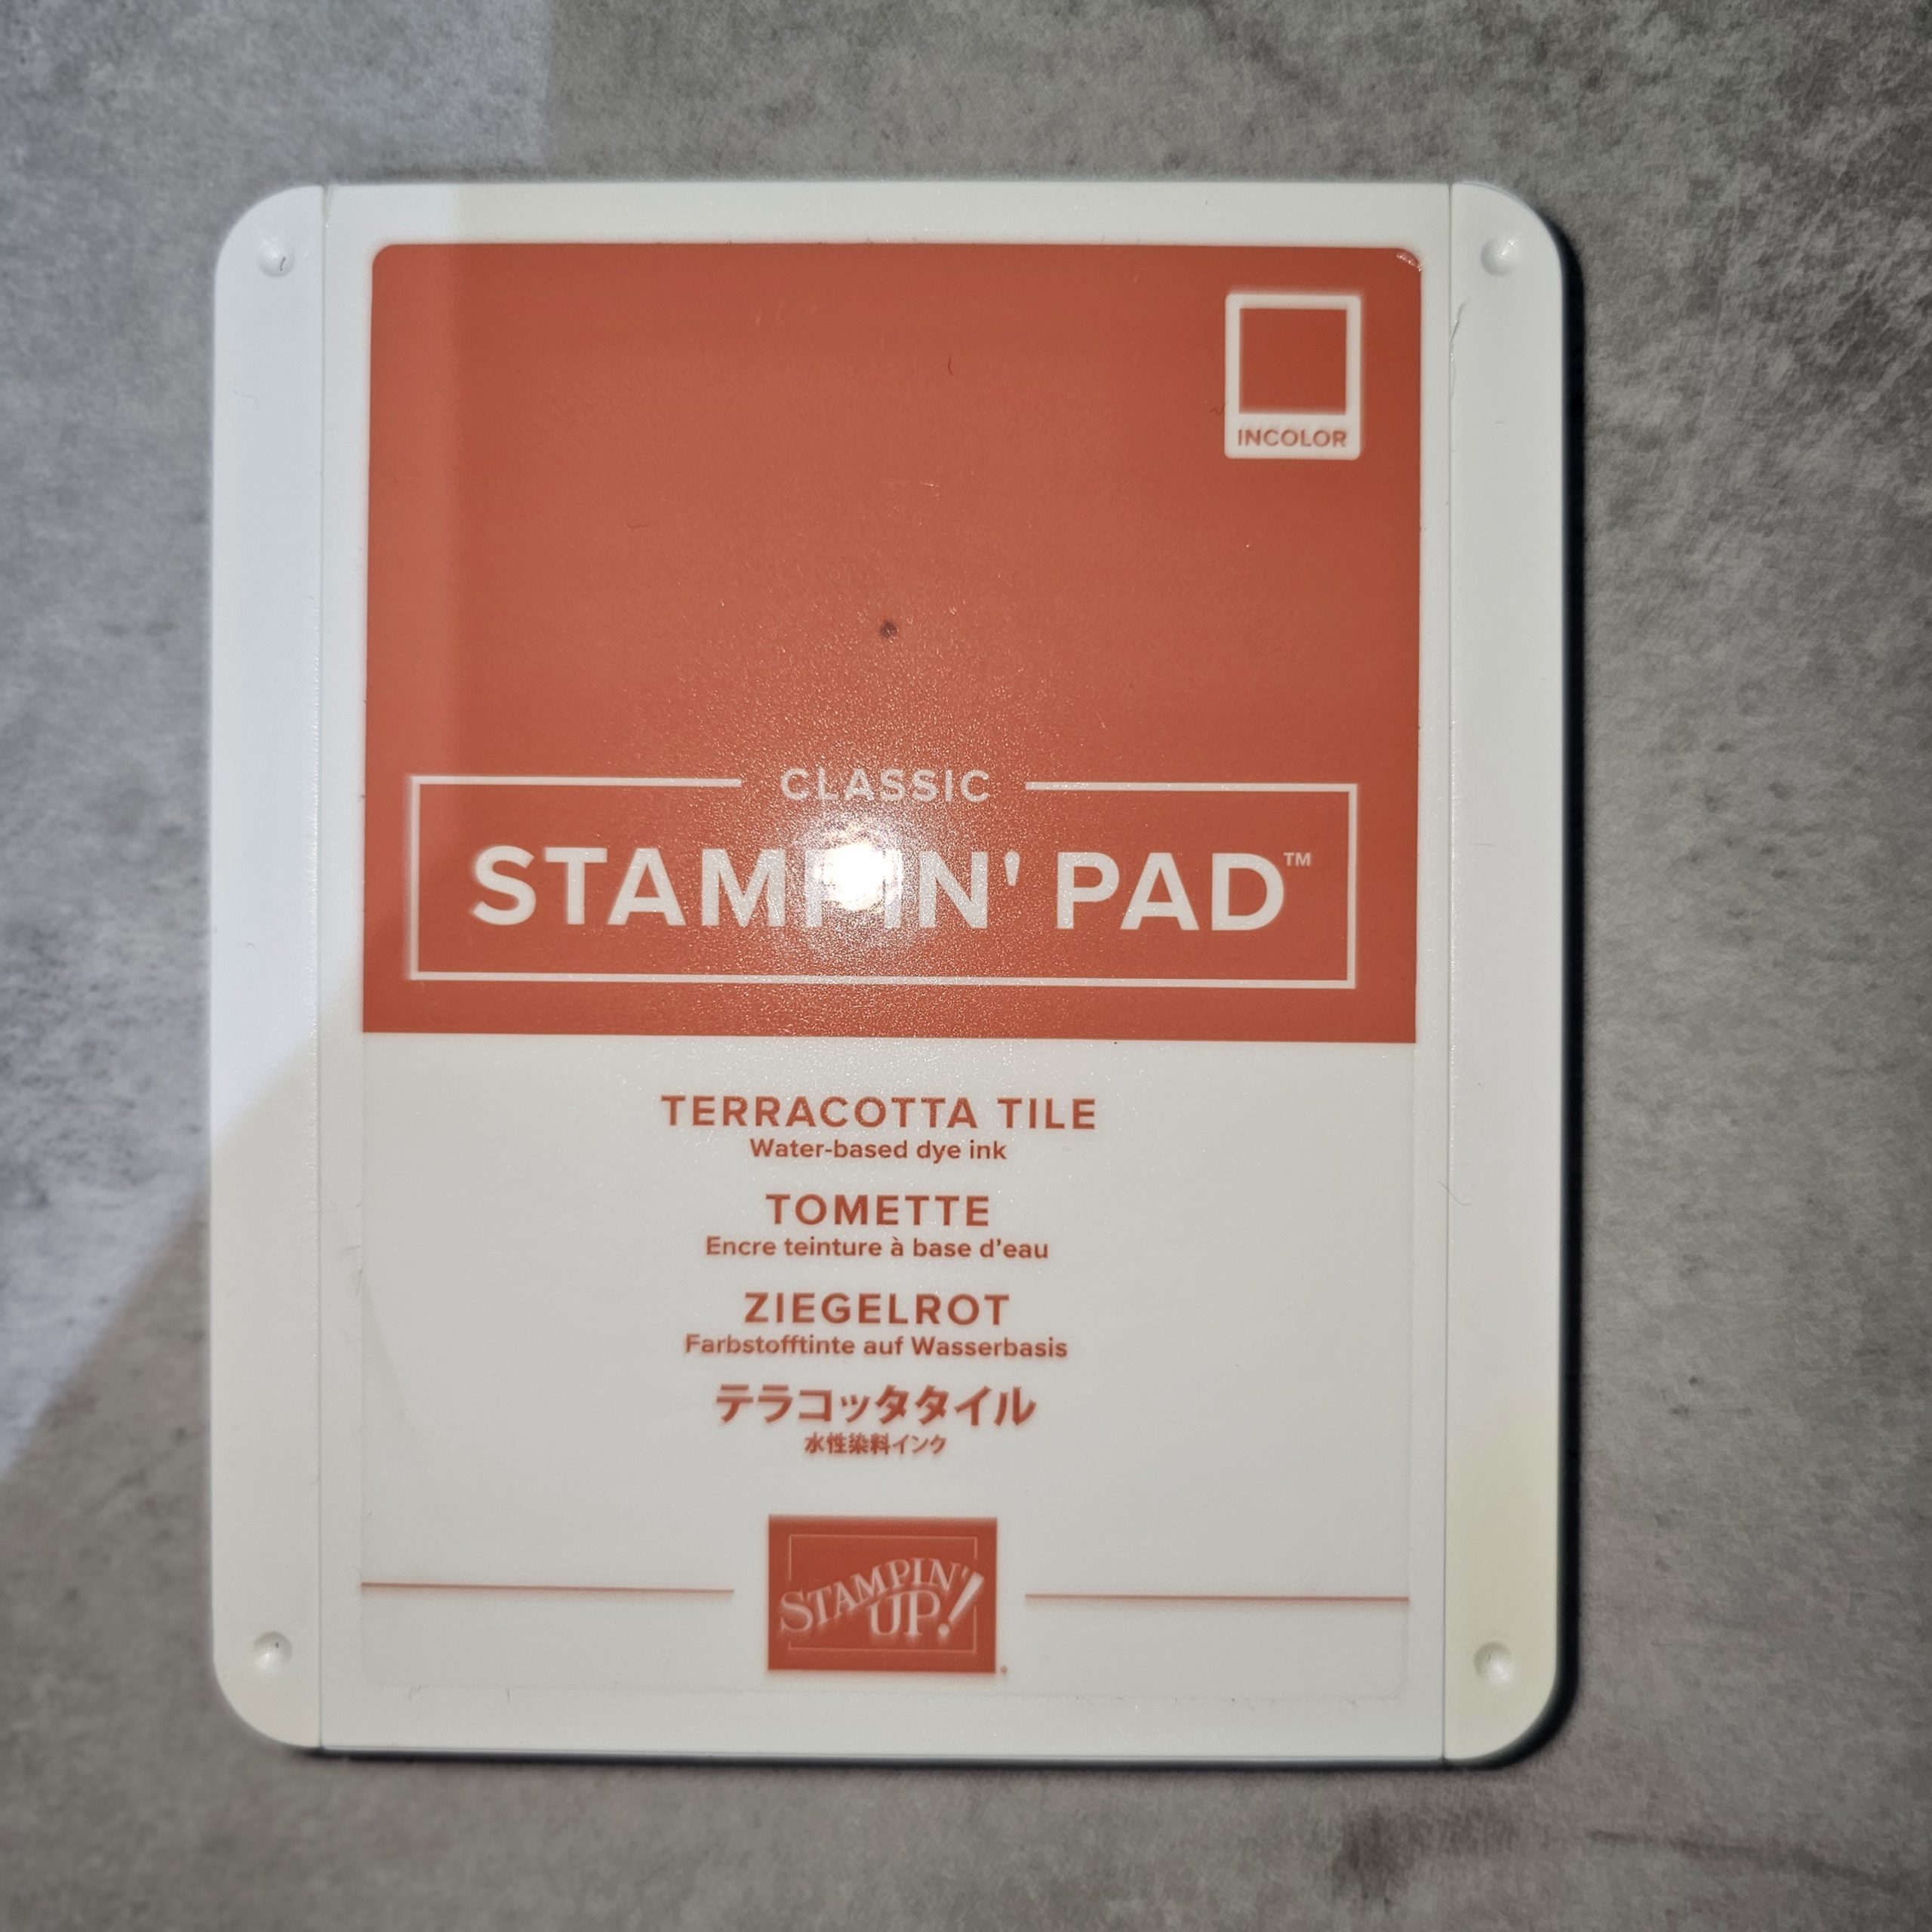 INCOLOR
CLASSIC
STAMPIN' PAD™
TERRACOTTA TILE
Water-based dye ink
TOMETTE
Encre teinture à base d'eau
ZIEGELROT
Farbstofftinte auf Wasserbasis
テラコッタタイル
水性染料インク
STAMPIN'
UP!